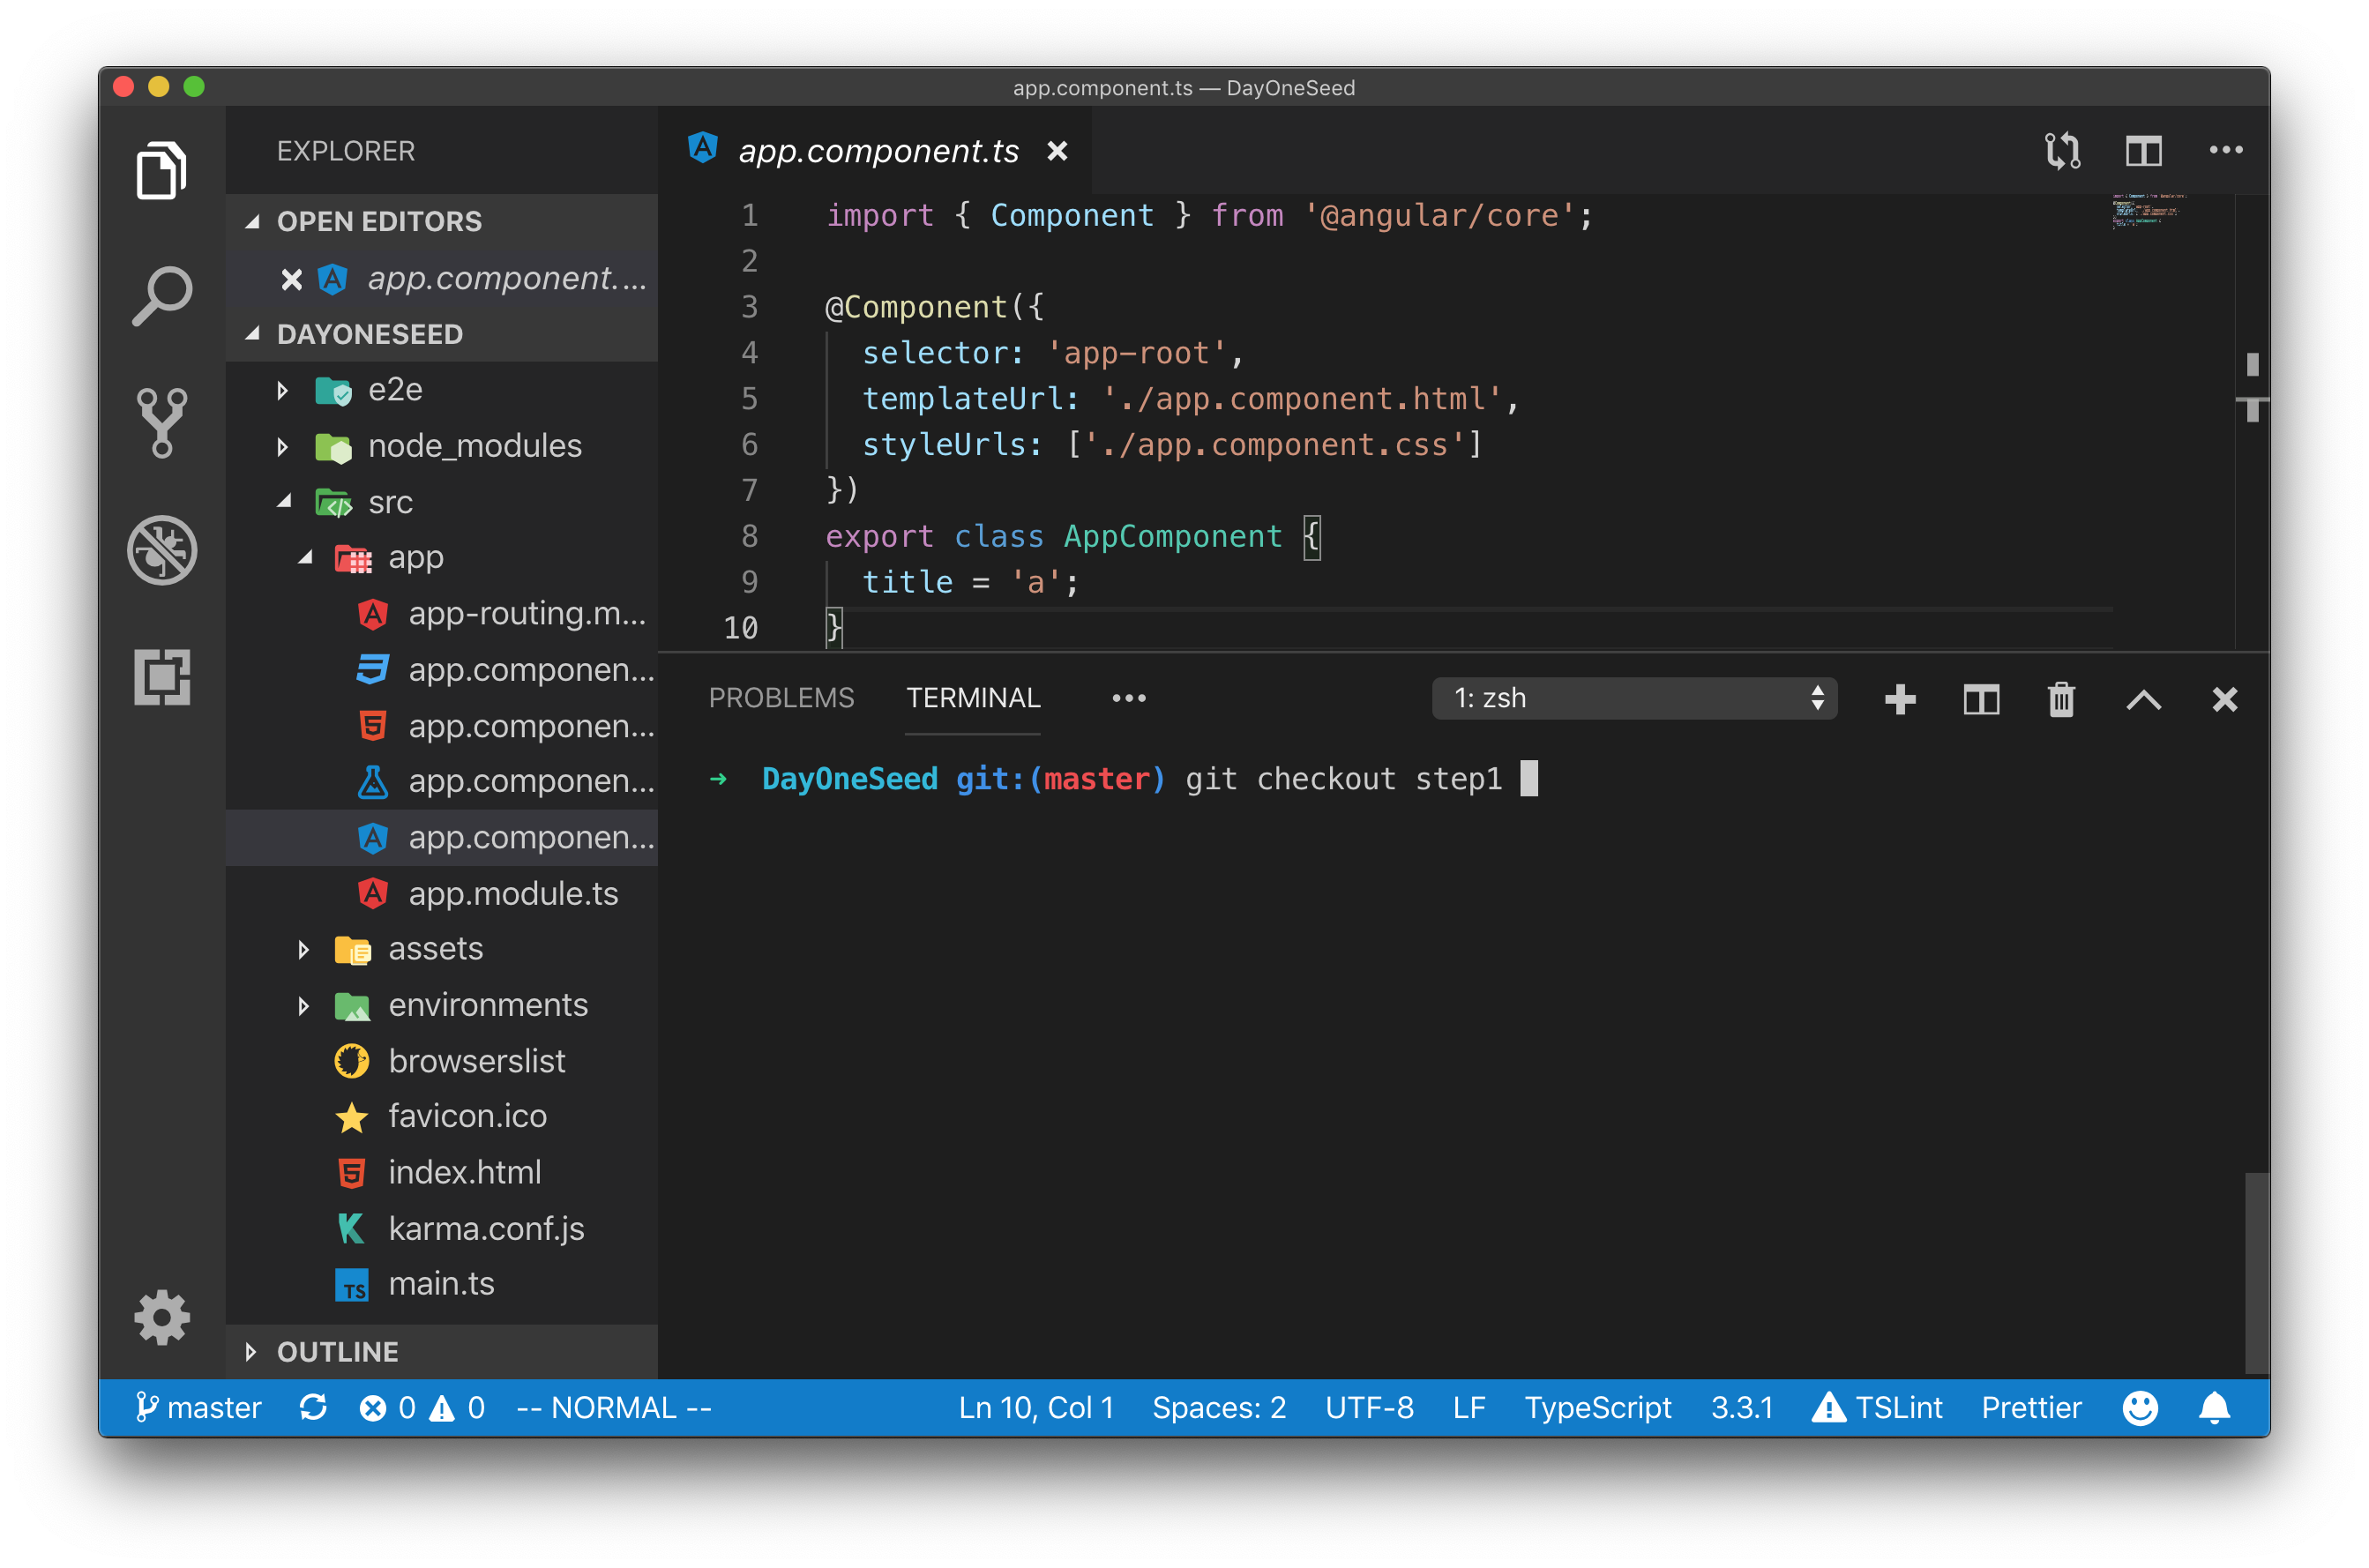 app.component.ts — DayOneSeed
EXPLORER
OPEN EDITORS
app.component....
DAYONESEED
e2e
node_modules
src
app
app-routing.m...
app.componen...
app.componen...
app.componen...
app.componen...
app.module.ts
assets
environments
browserslist
favicon.ico
index.html
karma.conf.js
main.ts
OUTLINE
app.component.ts
1 import { Component } from '@angular/core';
2
3 @Component({
4 selector: 'app-root',
5 templateUrl: './app.component.html',
6 styleUrls: ['./app.component.css']
7 })
8 export class AppComponent {
9 title = 'a';
10 }
PROBLEMS TERMINAL ••• 1: zsh
→ DayOneSeed git:(master) git checkout step1
master 0 0 -- NORMAL -- Ln 10, Col 1 Spaces: 2 UTF-8 LF TypeScript 3.3.1 TSLint Prettier